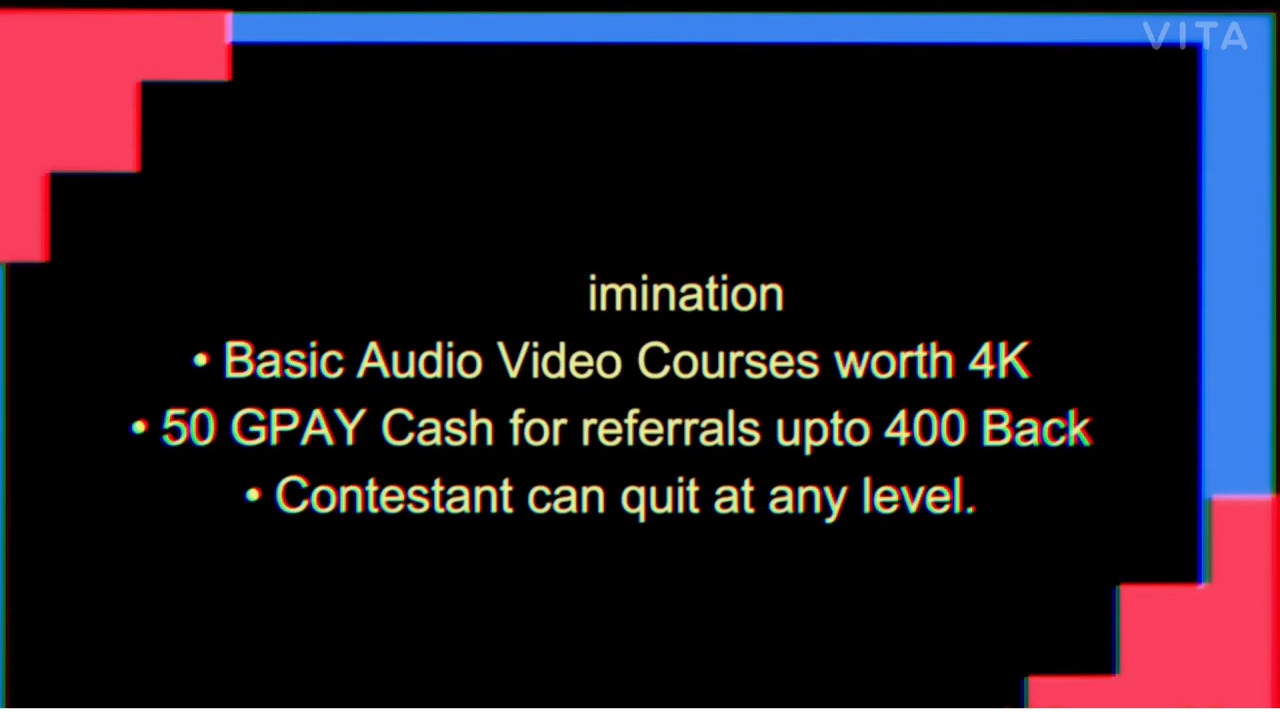 VITA
imination
• Basic Audio Video Courses worth 4K
• 50 GPAY Cash for referrals upto 400 Back
• Contestant can quit at any level.